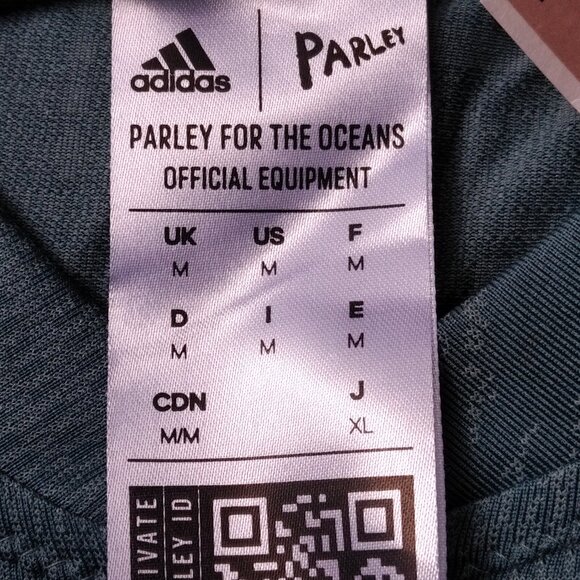 adidas
PARLEY
PARLEY FOR THE OCEANS
OFFICIAL EQUIPMENT
UK US F
M M M
D I E
M M M
CDN J
M/M XL